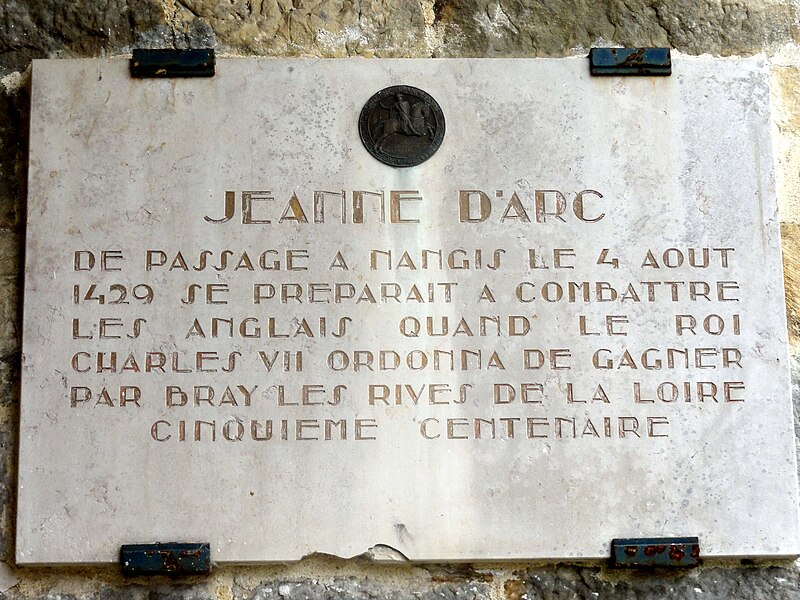 JEANNE D'ARC
DE PASSAGE A NANGIS LE 4 AOUT
1429 SE PREPARAIT A COMBATTRE
LES ANGLAIS QUAND LE ROI
CHARLES VII ORDONNA DE GAGNER
PAR BRAY LES RIVES DE LA LOIRE
CINQUIEME CENTENAIRE